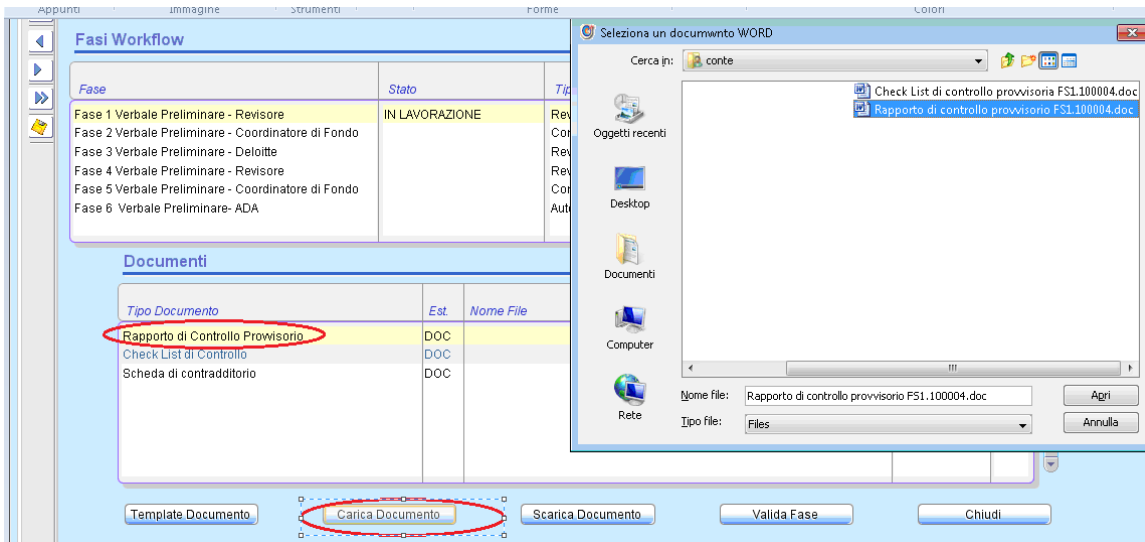 Appunti Immagine Strumenti Forme Colori
Fasi Workflow
Fase Stato Tip
Fase 1 Verbale Preliminare - Revisore IN LAVORAZIONE Rev
Fase 2 Verbale Preliminare - Coordinatore di Fondo Cor
Fase 3 Verbale Preliminare - Deloitte Rev
Fase 4 Verbale Preliminare - Revisore Rev
Fase 5 Verbale Preliminare - Coordinatore di Fondo Cor
Fase 6 Verbale Preliminare- ADA Aut
Documenti
Tipo Documento Est. Nome File
Rapporto di Controllo Provvisorio DOC
Check List di Controllo DOC
Scheda di contradditorio DOC
Template Documento Carica Documento Scarica Documento Valida Fase Chiudi
Seleziona un documwnto WORD
Cerca in: conte
Check List di controllo provvisoria FS1.100004.doc
Rapporto di controllo provvisorio FS1.100004.doc
Oggetti recenti
Desktop
Documenti
Computer
Rete
Nome file: Rapporto di controllo provvisorio FS1.100004.doc Apri
Tipo file: Files Annulla